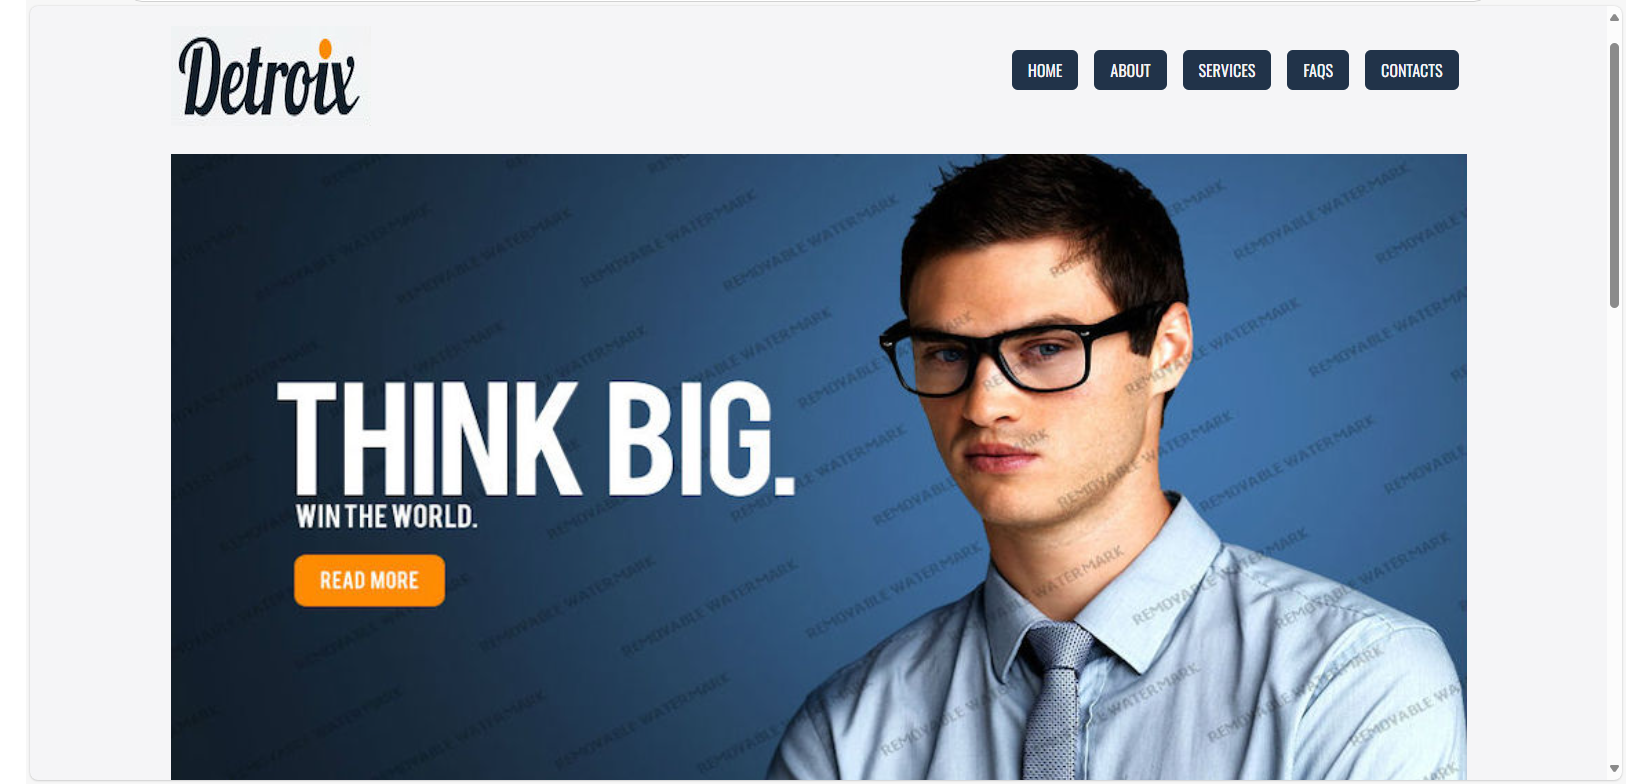 Detroix
HOME ABOUT SERVICES FAQS CONTACTS
THINK BIG.
WIN THE WORLD.
READ MORE
REMOVABLE WATERMARK